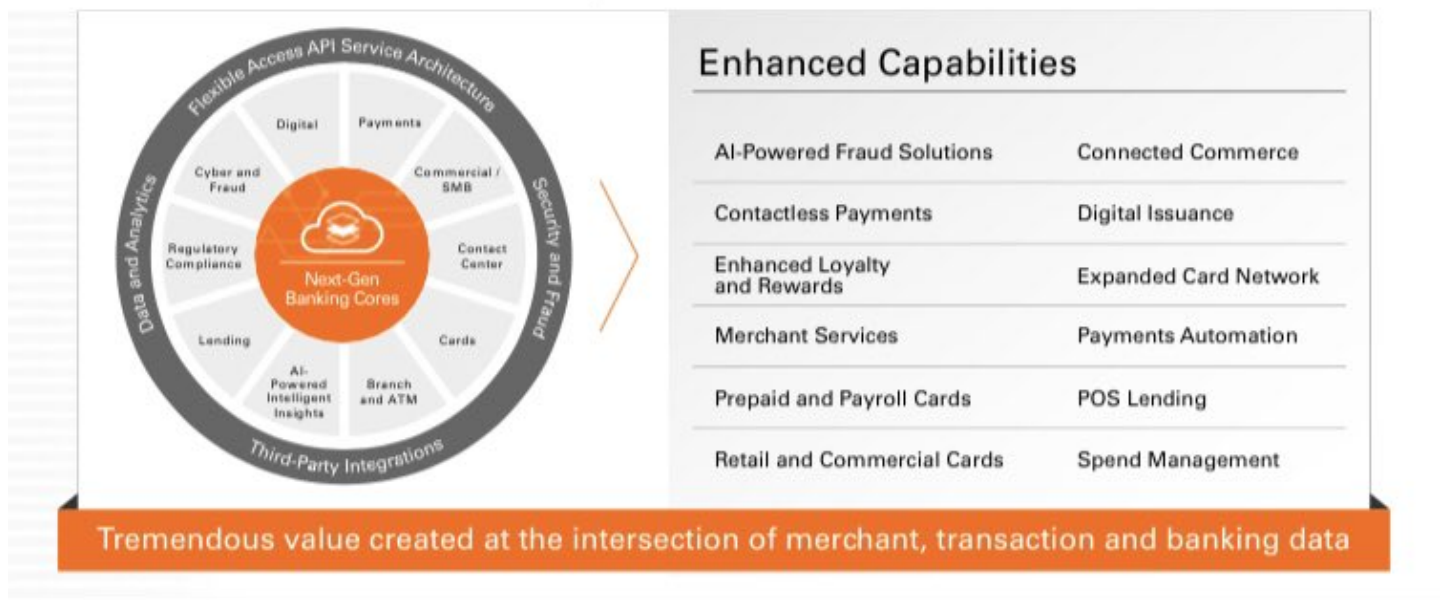 Flexible Access API Service Architecture
Security and Fraud
Third-Party Integrations
Data and Analytics
Digital
Payments
Commercial /
SMB
Contact
Center
Cards
Branch
and ATM
AI-
Powered
Intelligent
Insights
Lending
Regulatory
Compliance
Cyber and
Fraud
Next-Gen
Banking Cores
Enhanced Capabilities
AI-Powered Fraud Solutions
Connected Commerce
Contactless Payments
Digital Issuance
Enhanced Loyalty
and Rewards
Expanded Card Network
Merchant Services
Payments Automation
Prepaid and Payroll Cards
POS Lending
Retail and Commercial Cards
Spend Management
Tremendous value created at the intersection of merchant, transaction and banking data